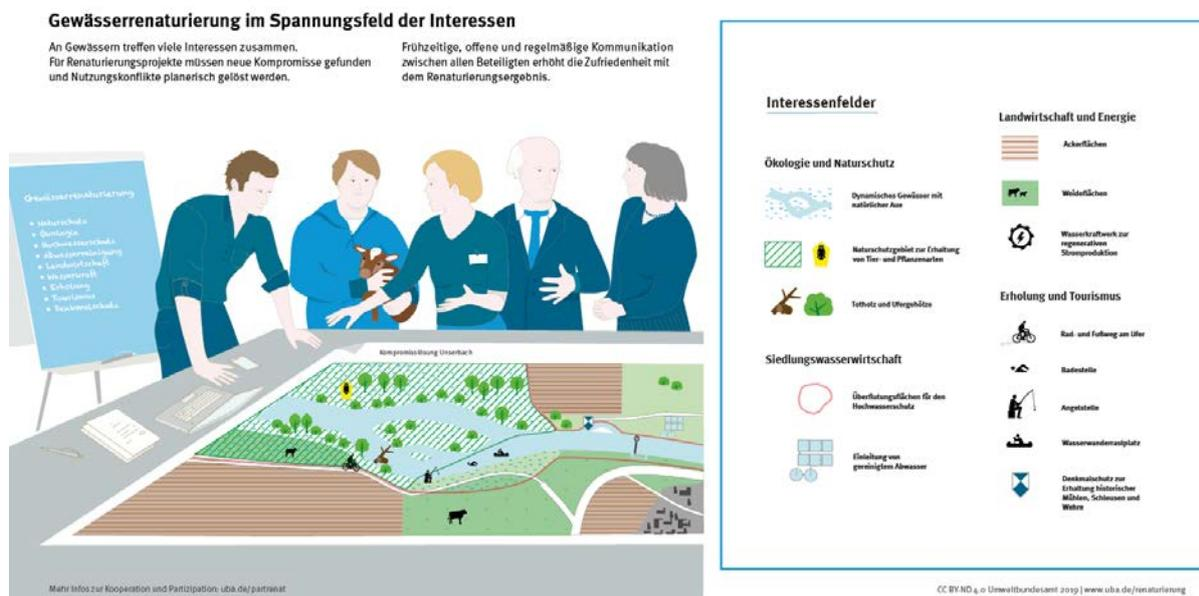 Gewässerrenaturierung im Spannungsfeld der Interessen
An Gewässern treffen viele Interessen zusammen.
Für Renaturierungsprojekte müssen neue Kompromisse gefunden
und Nutzungskonflikte planerisch gelöst werden.
Frühzeitige, offene und regelmäßige Kommunikation
zwischen allen Beteiligten erhöht die Zufriedenheit mit
dem Renaturierungsergebnis.
Gewässerrenaturierung
• Naturschutz
• Ökologie
• Hochwasserschutz
• Abwasserreinigung
• Landwirtschaft
• Wasserkraft
• Erholung
• Tourismus
• Denkmalschutz
Kompromisslösung Unserbach
Mehr Infos zur Kooperation und Partizipation: uba.de/partrenat
Interessenfelder
Ökologie und Naturschutz
Dynamisches Gewässer mit
natürlicher Aue
Naturschutzgebiet zur Erhaltung
von Tier- und Pflanzenarten
Totholz und Ufergehölze
Siedlungswasserwirtschaft
Überflutungsflächen für den
Hochwasserschutz
Einleitung von
gereinigtem Abwasser
Landwirtschaft und Energie
Ackerflächen
Weideflächen
Wasserkraftwerk zur
regenerativen
Stromproduktion
Erholung und Tourismus
Rad- und Fußweg am Ufer
Badestelle
Angelstelle
Wasserwanderrastplatz
Denkmalschutz zur
Erhaltung historischer
Mühlen, Schleusen und
Wehre
CC BY-ND 4.0 Umweltbundesamt 2019 | www.uba.de/renaturierung